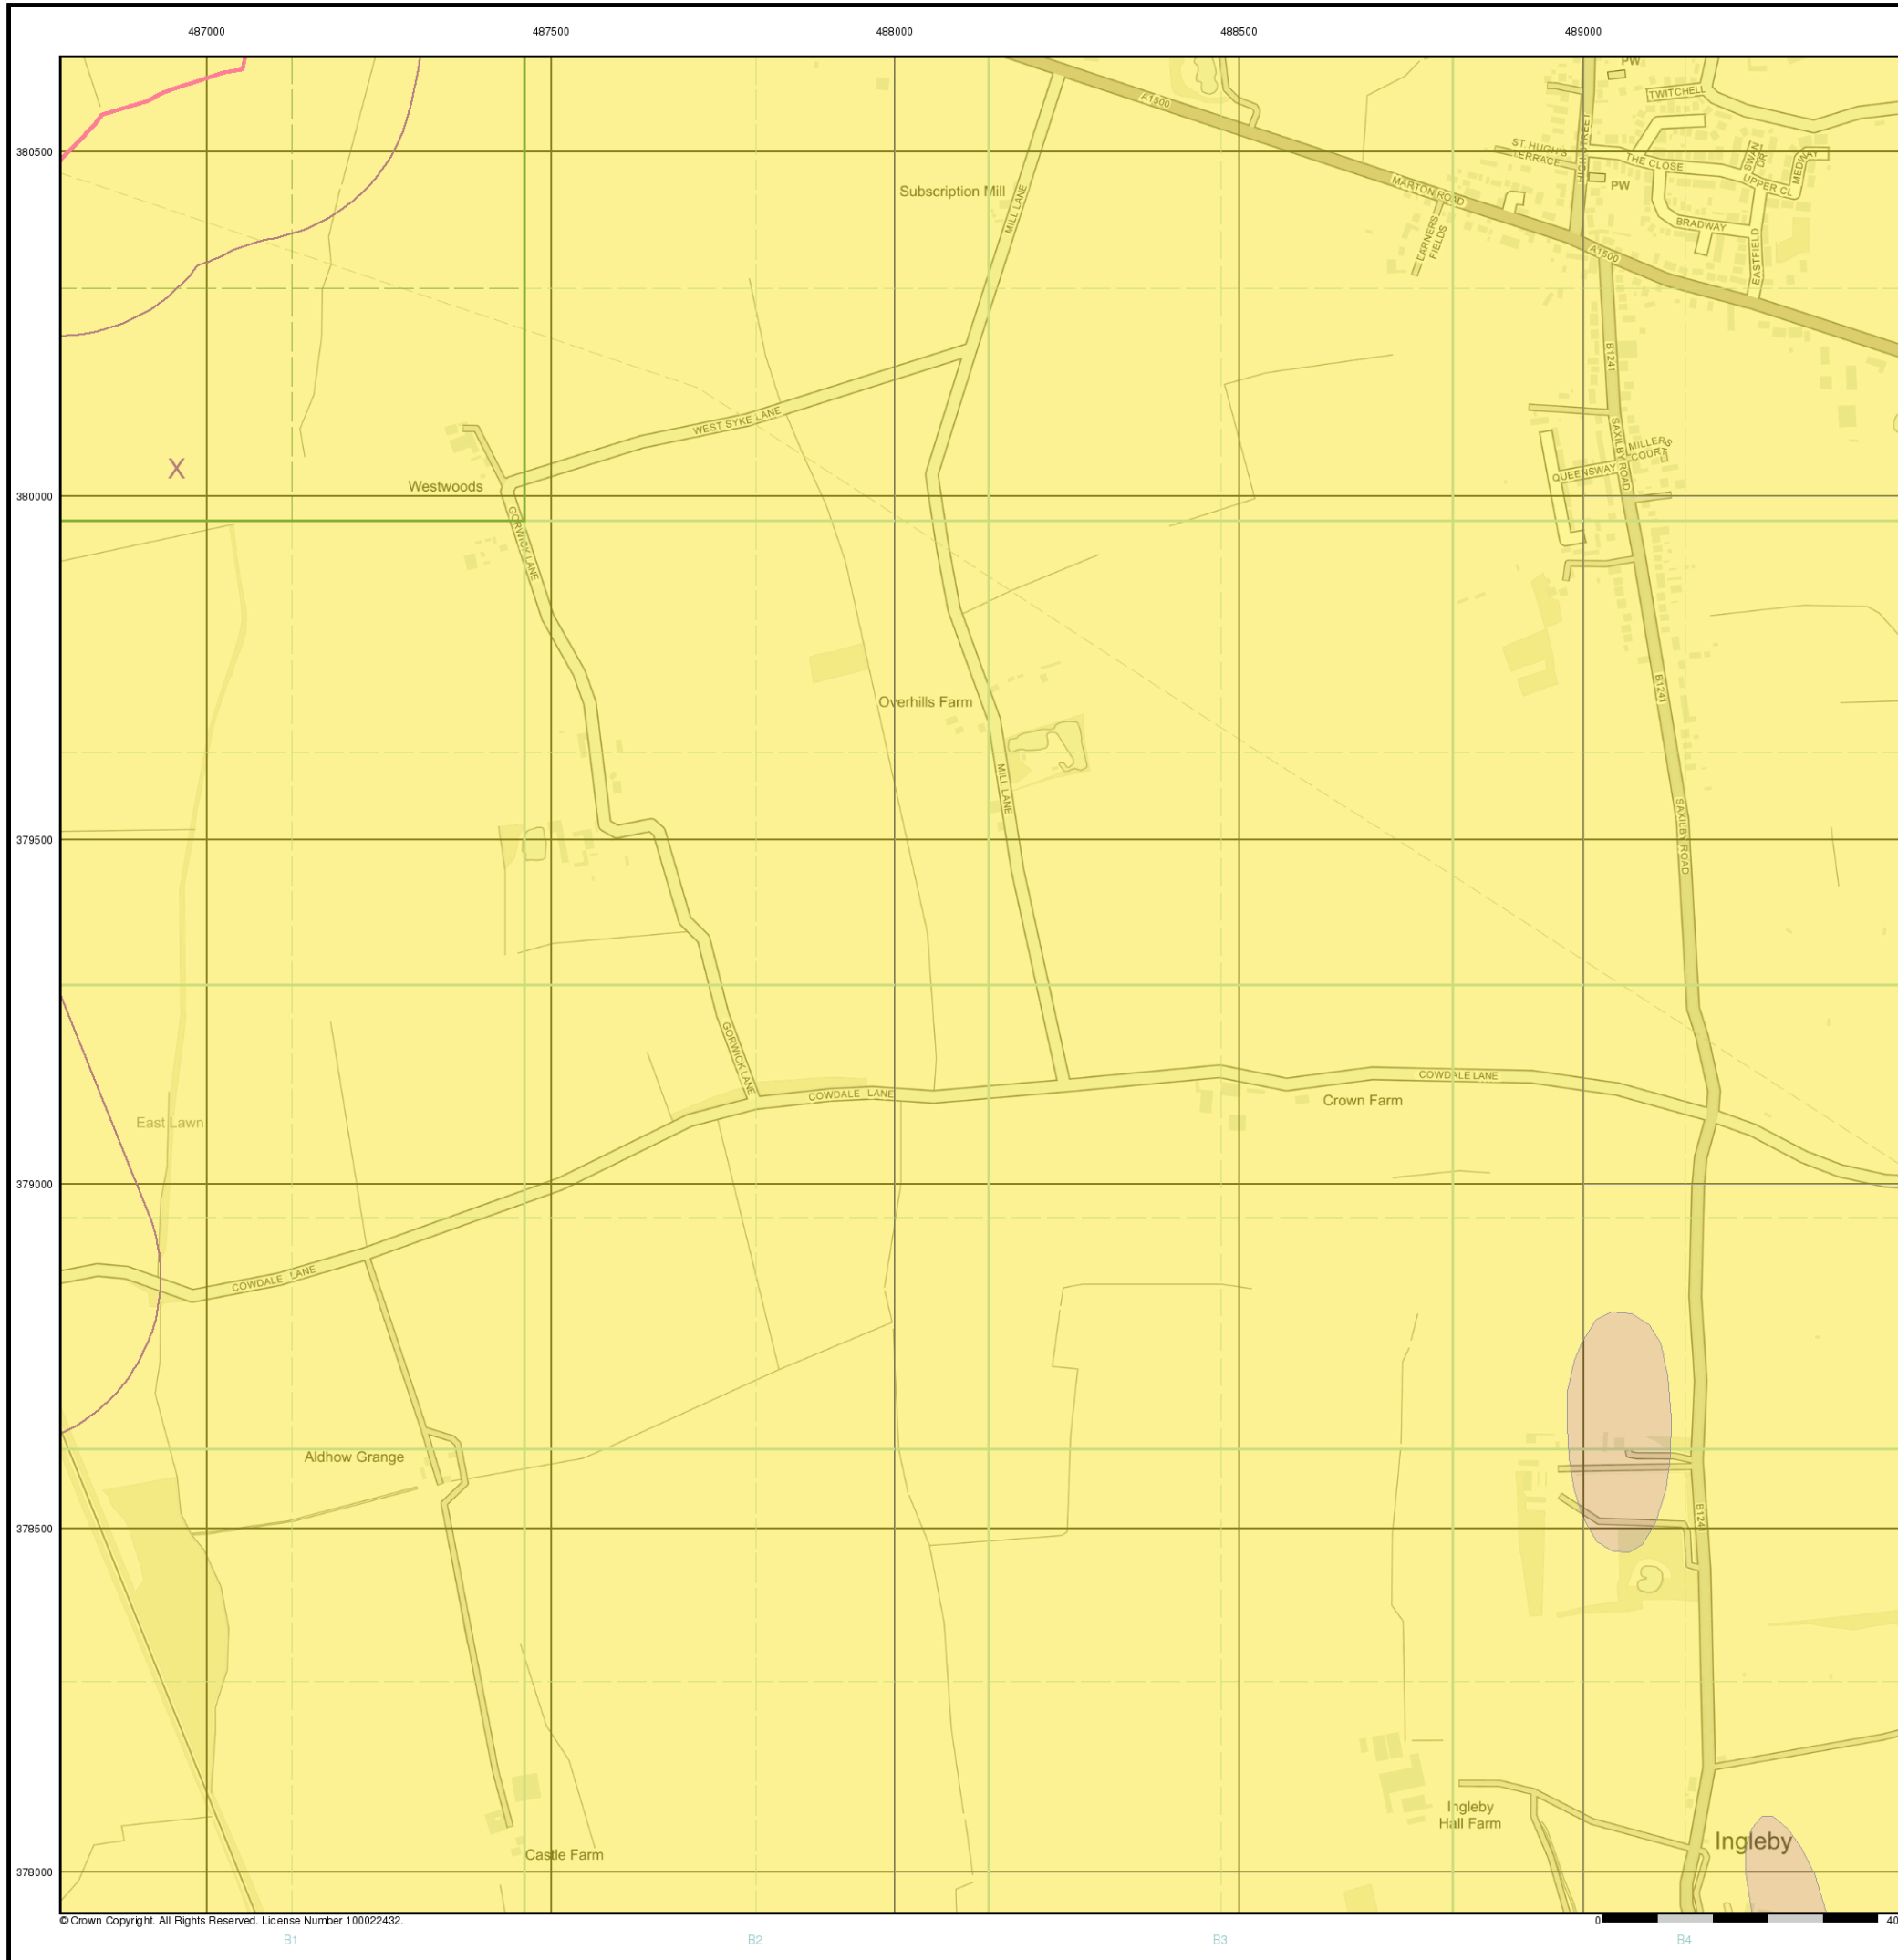 487000 487500 488000 488500 489000
PW
TWITCHELL
A1500
380500
HIGH STREET
ST HUGH'S
TERRACE
THE CLOSE
SWAN
DR
MEDWAY
UPPER CL
PW
Subscription Mill
MILL LANE
MARTON ROAD
EARNERS
FIELDS
BRADWAY
EASTFIELD
A1500
B1241
WEST SYKE LANE
SAXILBY ROAD
MILLERS
COURT
QUEENSWAY
X
Westwoods
380000
GORWICK LANE
B1241
Overhills Farm
MILL LANE
SAXILBY ROAD
379500
GORWICK LANE
COWDALE LANE
COWDALE LANE
Crown Farm
East Lawn
379000
COWDALE LANE
Aldhow Grange
378500
B1241
Ingleby
Hall Farm
Ingleby
Castle Farm
378000
© Crown Copyright. All Rights Reserved. License Number 100022432.
0 40
B1 B2 B3 B4